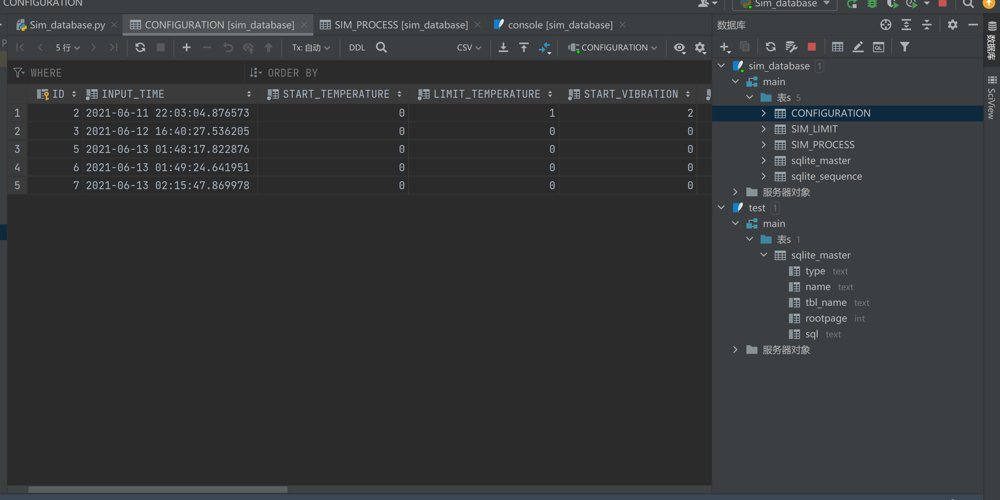 CONFIGURATION
Sim_database
Sim_database.py
CONFIGURATION [sim_database]
SIM_PROCESS [sim_database]
console [sim_database]
数据库
P
5 行
Tx: 自动
DDL
CSV
CONFIGURATION
WHERE
ORDER BY
ID INPUT_TIME START_TEMPERATURE LIMIT_TEMPERATURE START_VIBRATION
1 2 2021-06-11 22:03:04.876573 0 1 2
2 3 2021-06-12 16:40:27.536205 0 0 0
3 5 2021-06-13 01:48:17.822876 0 0 0
4 6 2021-06-13 01:49:24.641951 0 0 0
5 7 2021-06-13 02:15:47.869978 0 0 0
QL
sim_database 1
main
表s 5
CONFIGURATION
SIM_LIMIT
SIM_PROCESS
sqlite_master
sqlite_sequence
服务器对象
test 1
main
表s 1
sqlite_master
type text
name text
tbl_name text
rootpage int
sql text
服务器对象
数据库
SciView